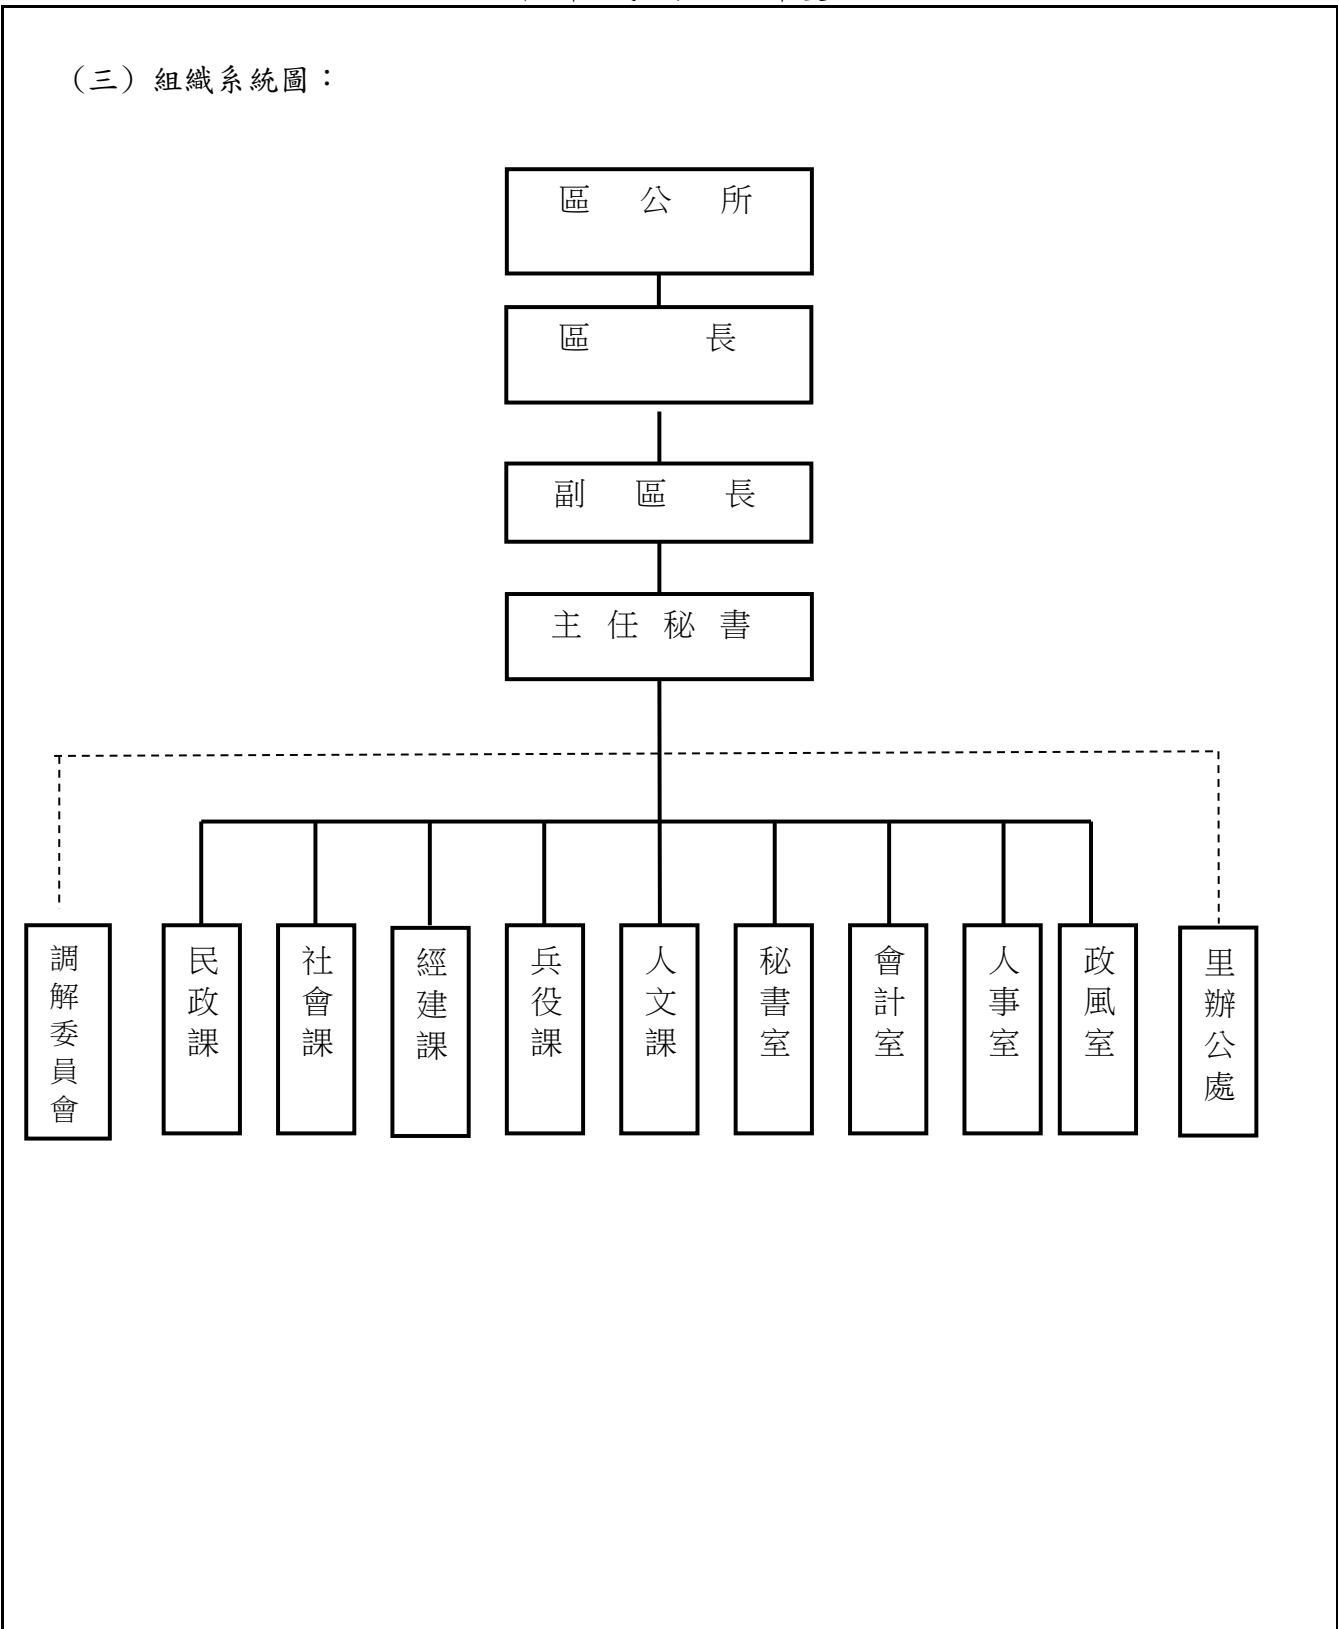 （三）組織系統圖：
區公所
區長
副區長
主任秘書
調解委員會
民政課
社會課
經建課
兵役課
人文課
秘書室
會計室
人事室
政風室
里辦公處